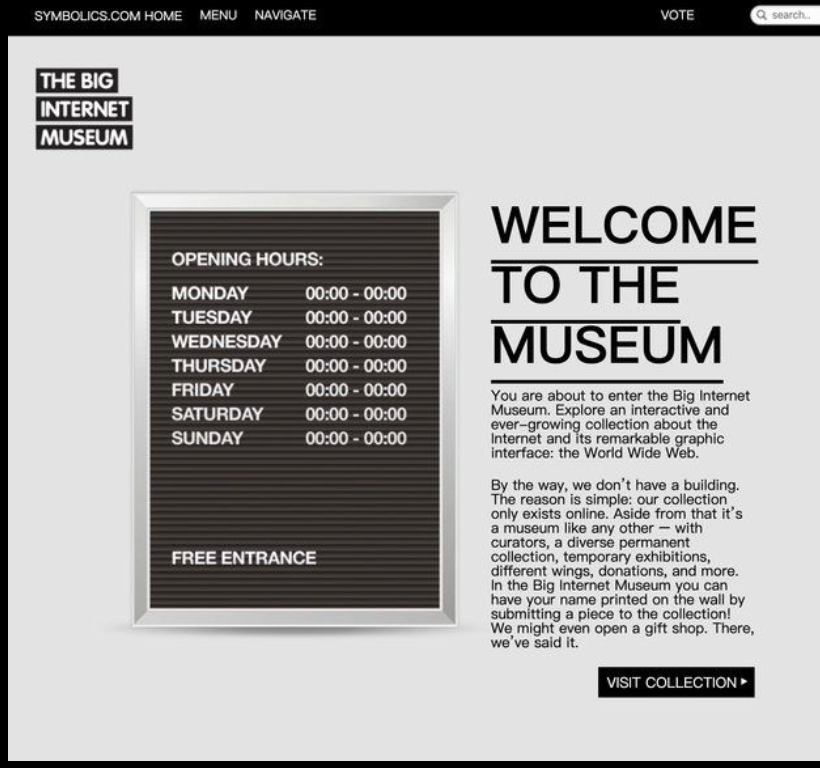 SYMBOLICS.COM HOME MENU NAVIGATE VOTE search..
THE BIG
INTERNET
MUSEUM
OPENING HOURS:
MONDAY 00:00 - 00:00
TUESDAY 00:00 - 00:00
WEDNESDAY 00:00 - 00:00
THURSDAY 00:00 - 00:00
FRIDAY 00:00 - 00:00
SATURDAY 00:00 - 00:00
SUNDAY 00:00 - 00:00
FREE ENTRANCE
WELCOME
TO THE
MUSEUM
You are about to enter the Big Internet
Museum. Explore an interactive and
ever-growing collection about the
Internet and its remarkable graphic
interface: the World Wide Web.
By the way, we don't have a building.
The reason is simple: our collection
only exists online. Aside from that it's
a museum like any other — with
curators, a diverse permanent
collection, temporary exhibitions,
different wings, donations, and more.
In the Big Internet Museum you can
have your name printed on the wall by
submitting a piece to the collection!
We might even open a gift shop. There,
we've said it.
VISIT COLLECTION ▸